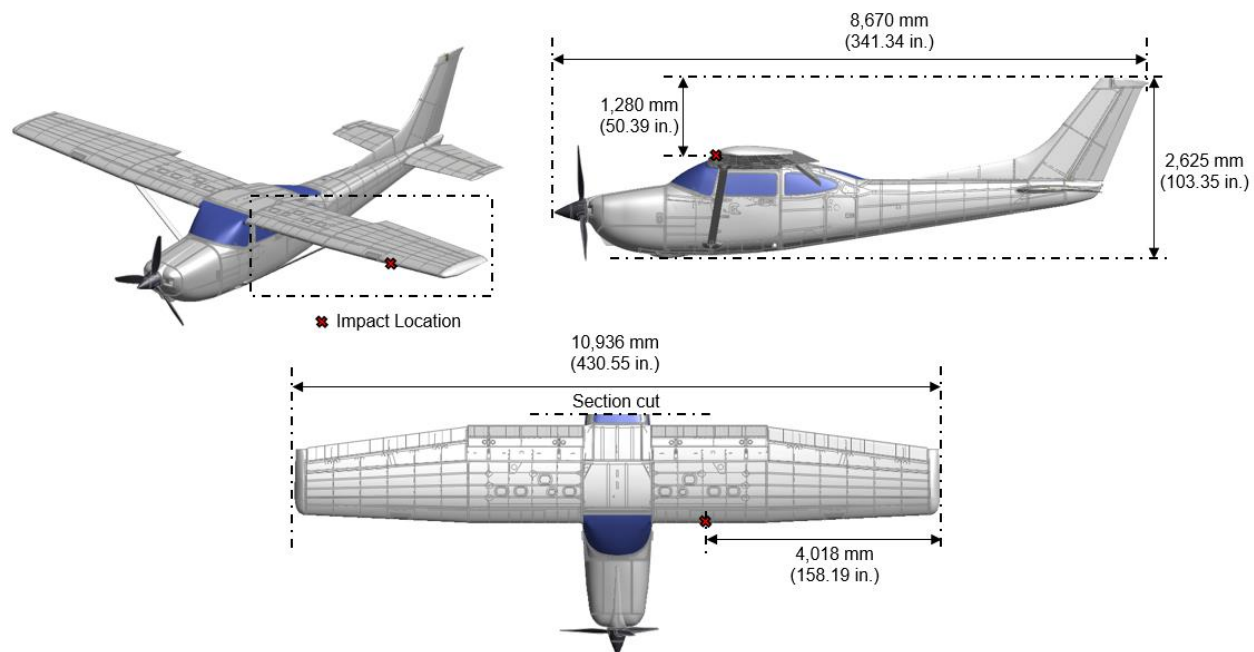 8,670 mm
(341.34 in.)
1,280 mm
(50.39 in.)
2,625 mm
(103.35 in.)
Impact Location
10,936 mm
(430.55 in.)
Section cut
4,018 mm
(158.19 in.)